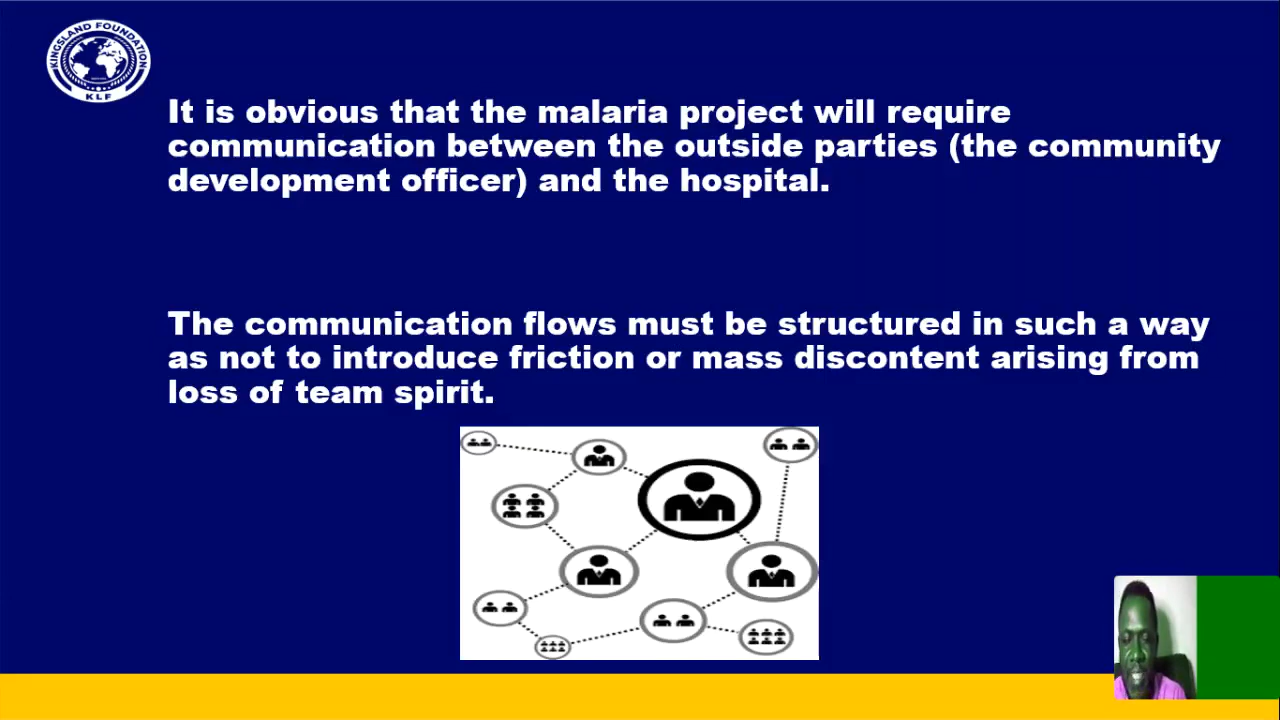 KINGSLAND FOUNDATION
KLF
It is obvious that the malaria project will require
communication between the outside parties (the community
development officer) and the hospital.
The communication flows must be structured in such a way
as not to introduce friction or mass discontent arising from
loss of team spirit.